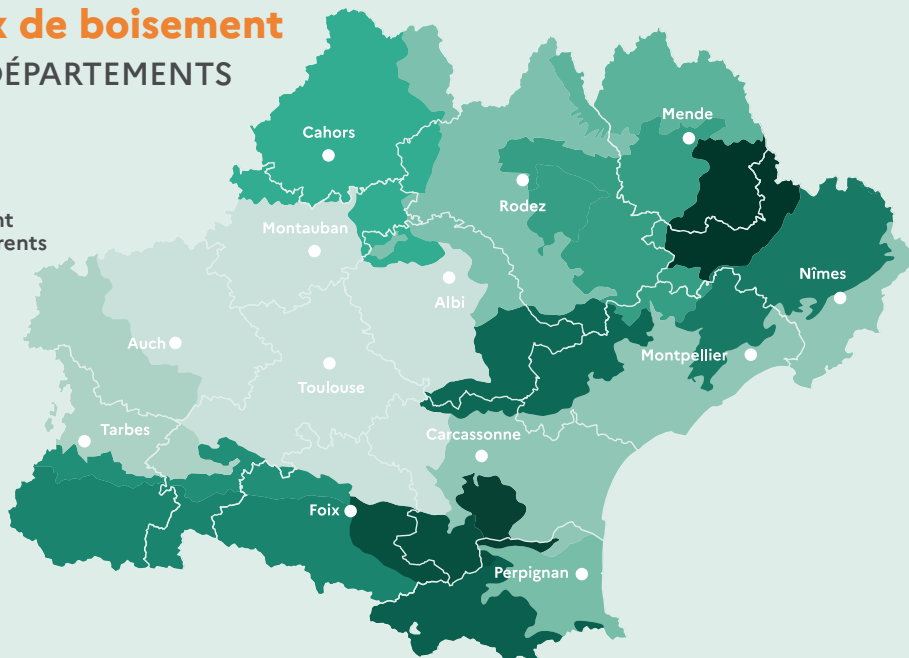 x de boisement
DÉPARTEMENTS
nt
rents
Cahors
Mende
Rodez
Montauban
Nîmes
Albi
Auch
Montpellier
Toulouse
Tarbes
Carcassonne
Foix
Perpignan